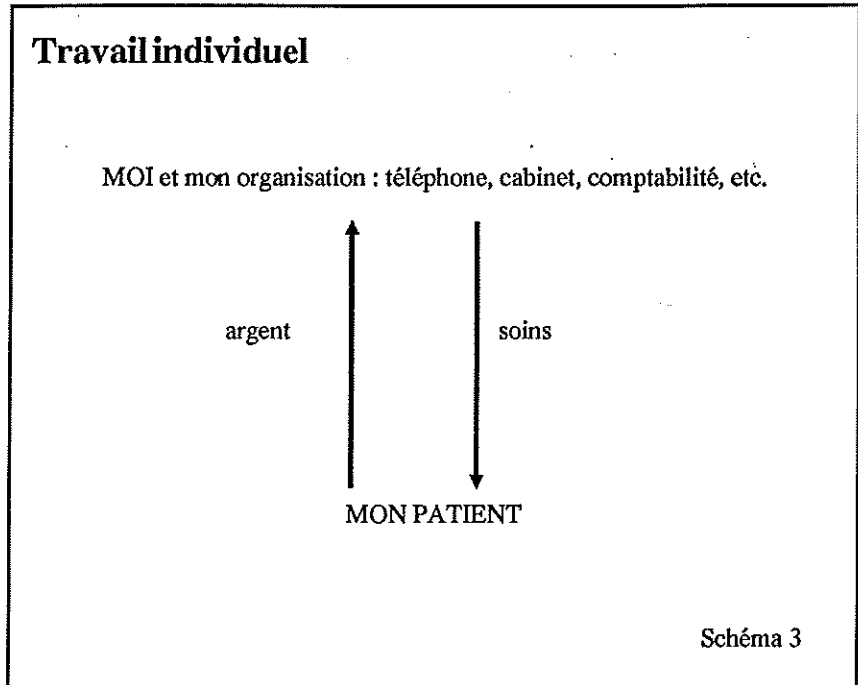 Travail individuel
MOI et mon organisation : téléphone, cabinet, comptabilité, etc.
argent
soins
MON PATIENT
Schéma 3